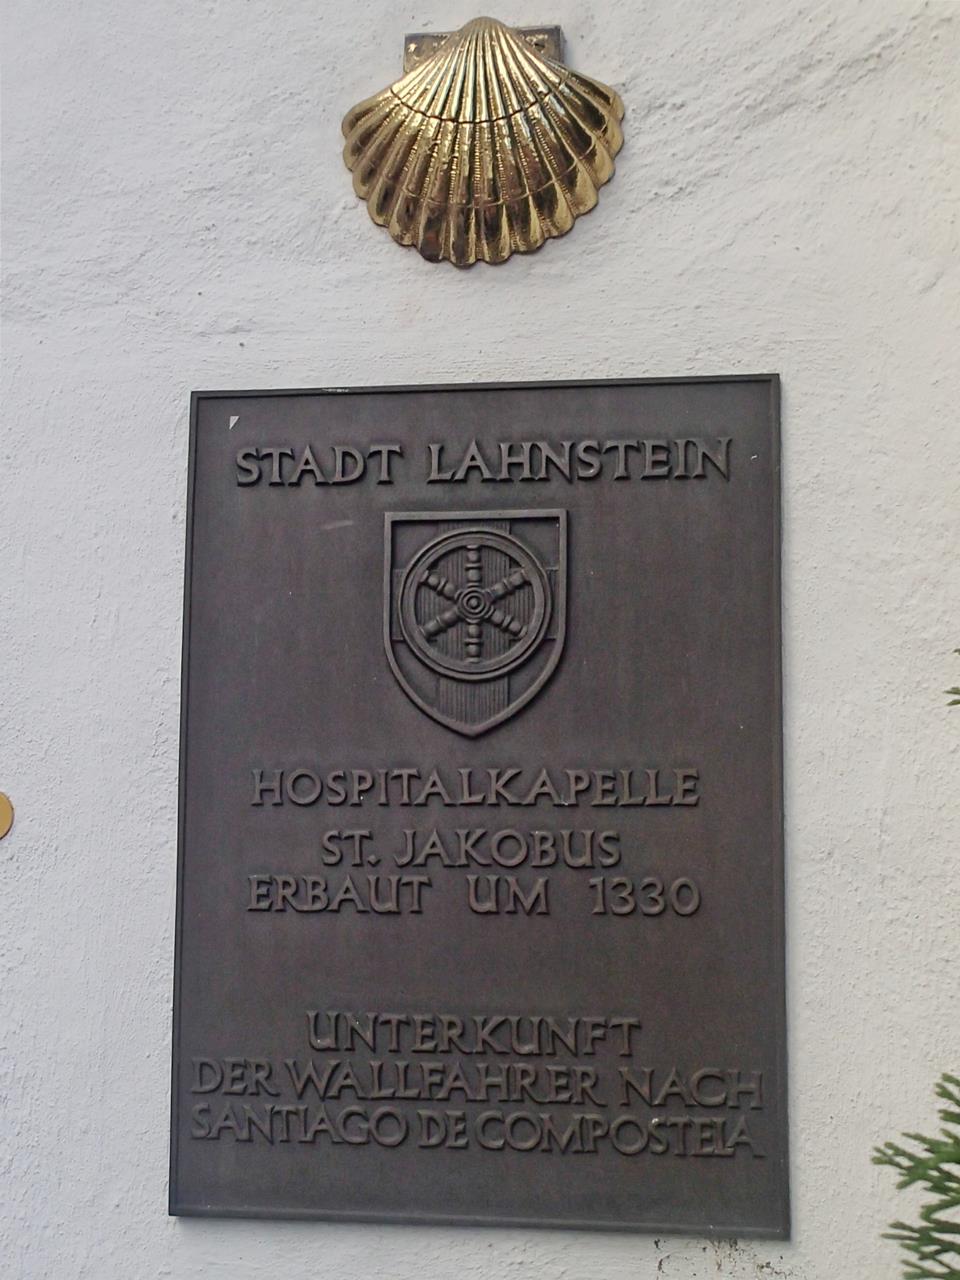 STADT LAHNSTEIN
HOSPITALKAPELLE
ST. JAKOBUS
ERBAUT UM 1330
UNTERKUNFT
DER WALLFAHRER NACH
SANTIAGO DE COMPOSTELA